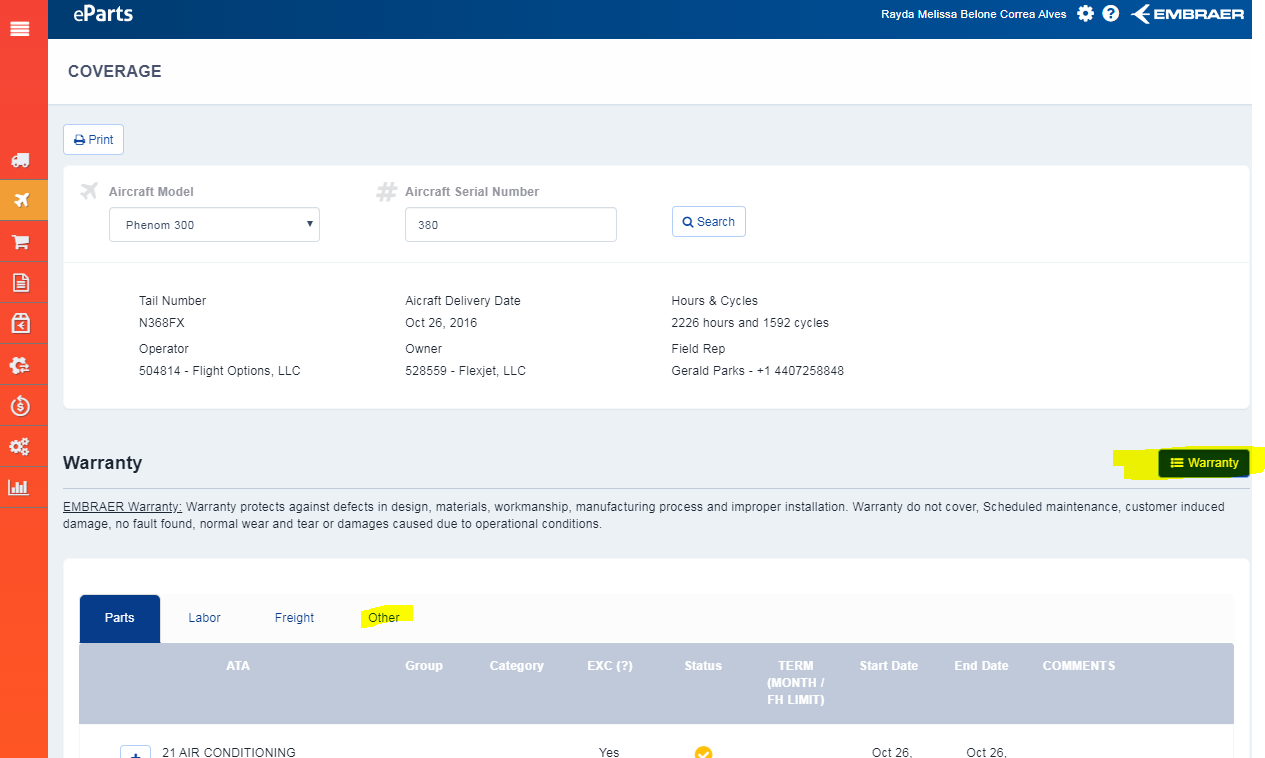 eParts
Rayda Melissa Belone Correa Alves
EMBRAER
COVERAGE
Print
Aircraft Model
Aircraft Serial Number
Phenom 300
380
Search
Tail Number
Aicraft Delivery Date
Hours & Cycles
N368FX
Oct 26, 2016
2226 hours and 1592 cycles
Operator
Owner
Field Rep
504814 - Flight Options, LLC
528559 - Flexjet, LLC
Gerald Parks - +1 4407258848
Warranty
Warranty
EMBRAER Warranty: Warranty protects against defects in design, materials, workmanship, manufacturing process and improper installation. Warranty do not cover, Scheduled maintenance, customer induced
damage, no fault found, normal wear and tear or damages caused due to operational conditions.
Parts Labor Freight Other
ATA Group Category EXC (?) Status TERM Start Date End Date COMMENTS
(MONTH /
FH LIMIT)
21 AIR CONDITIONING Yes Oct 26, Oct 26,